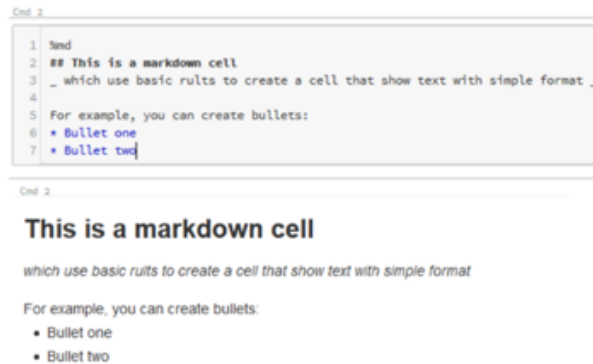 Cmd 2
1 %md
2 ## This is a markdown cell
3 _ which use basic rults to create a cell that show text with simple format _
4
5 For example, you can create bullets:
6 * Bullet one
7 * Bullet two
Cmd 2
This is a markdown cell
which use basic rults to create a cell that show text with simple format
For example, you can create bullets:
• Bullet one
• Bullet two